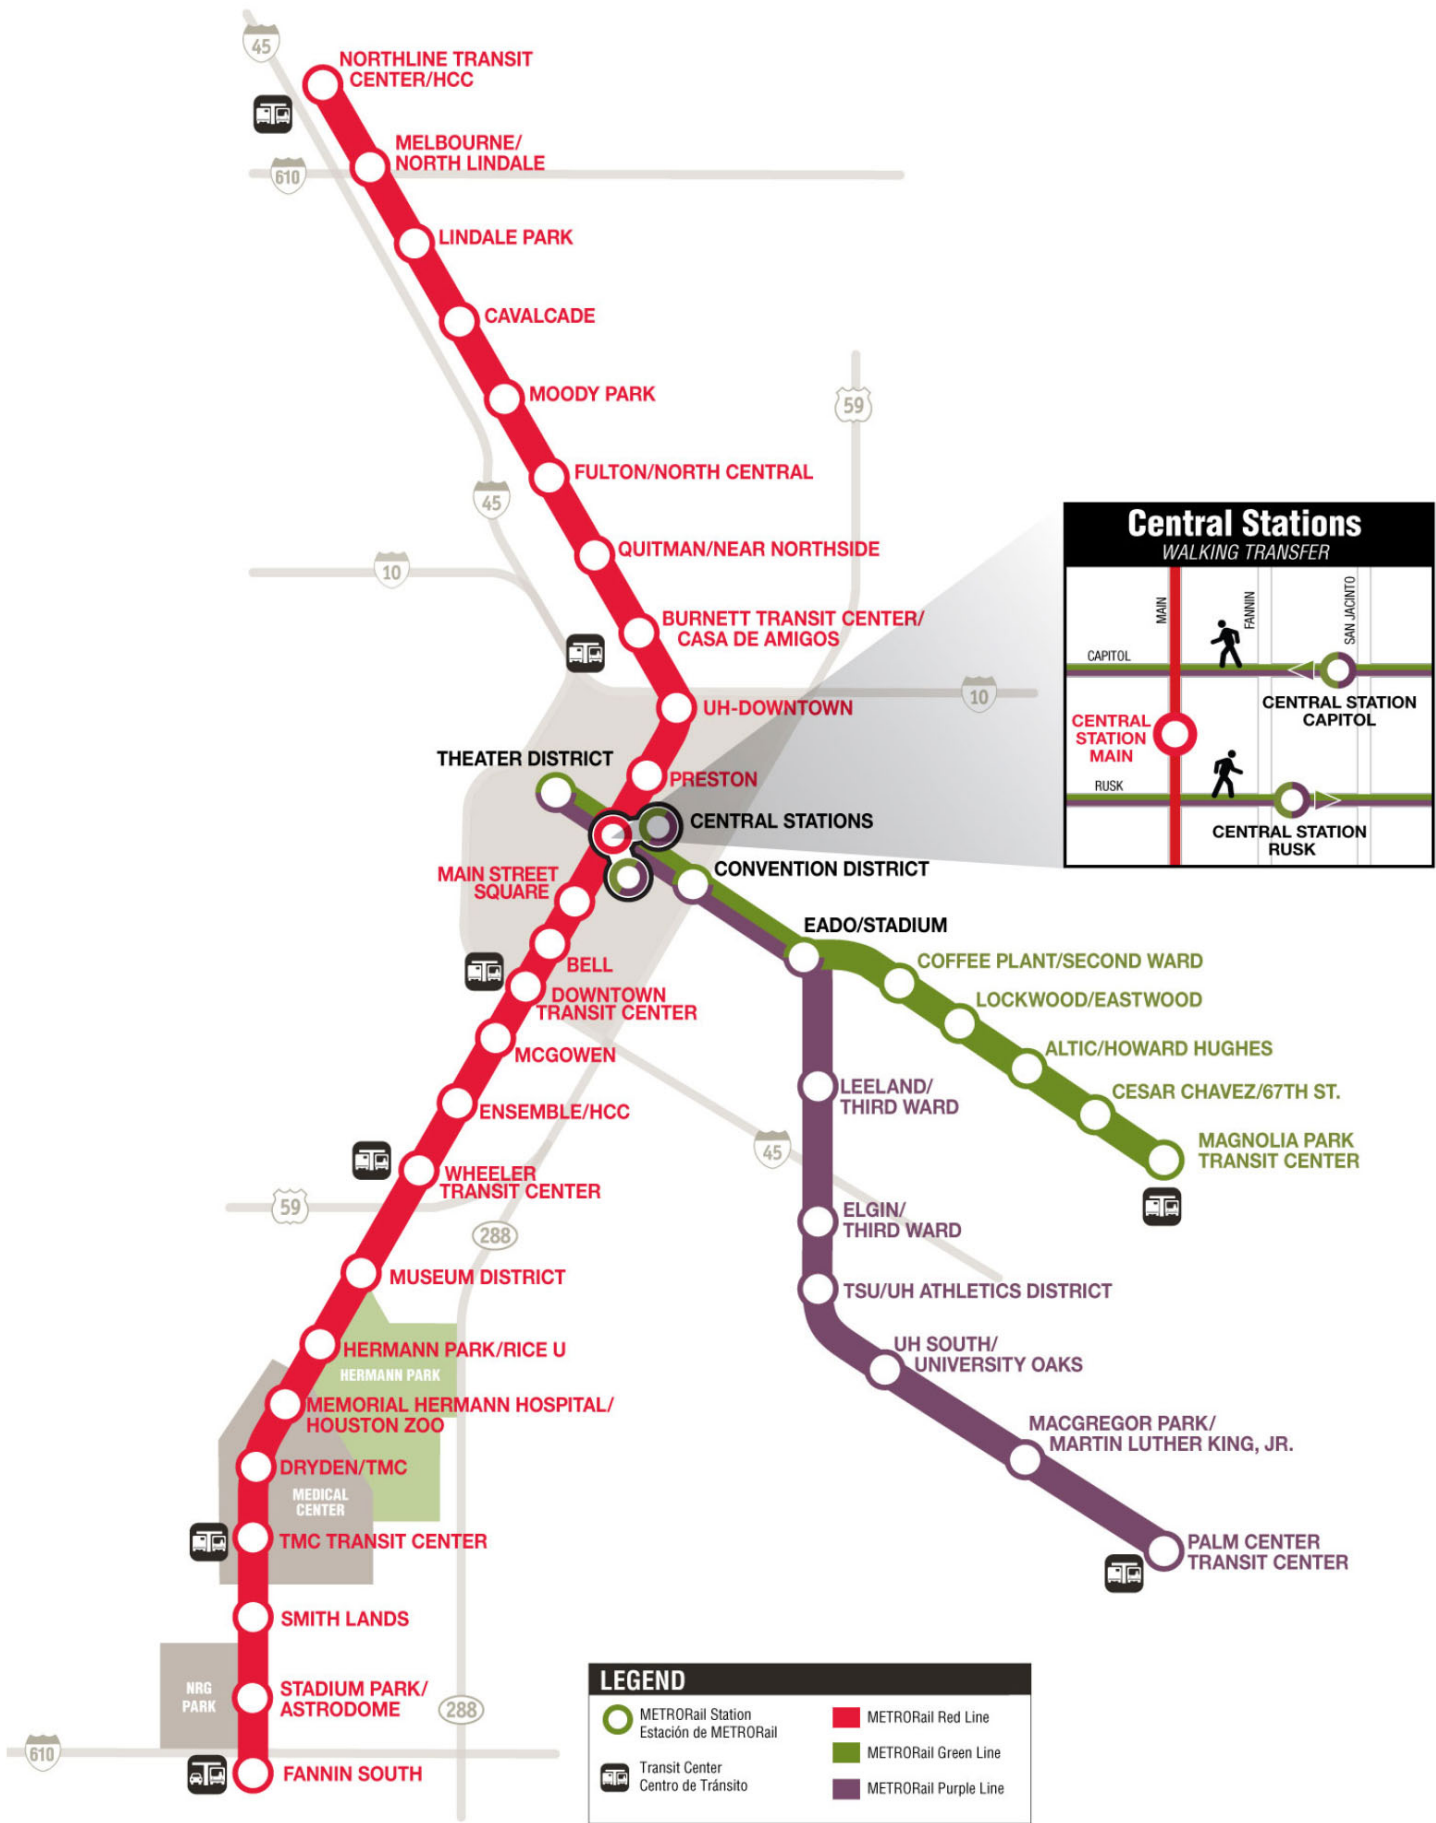 45
NORTHLINE TRANSIT
CENTER/HCC
MELBOURNE/
NORTH LINDALE
610
LINDALE PARK
CAVALCADE
MOODY PARK
59
FULTON/NORTH CENTRAL
45
QUITMAN/NEAR NORTHSIDE
10
BURNETT TRANSIT CENTER/
CASA DE AMIGOS
10
UH-DOWNTOWN
THEATER DISTRICT
PRESTON
CENTRAL STATIONS
MAIN STREET
SQUARE
CONVENTION DISTRICT
EADO/STADIUM
BELL
COFFEE PLANT/SECOND WARD
DOWNTOWN
TRANSIT CENTER
LOCKWOOD/EASTWOOD
MCGOWEN
ALTIC/HOWARD HUGHES
ENSEMBLE/HCC
LEELAND/
THIRD WARD
CESAR CHAVEZ/67TH ST.
45
MAGNOLIA PARK
TRANSIT CENTER
WHEELER
TRANSIT CENTER
59
288
ELGIN/
THIRD WARD
MUSEUM DISTRICT
TSU/UH ATHLETICS DISTRICT
HERMANN PARK/RICE U
HERMANN PARK
UH SOUTH/
UNIVERSITY OAKS
MEMORIAL HERMANN HOSPITAL/
HOUSTON ZOO
MACGREGOR PARK/
MARTIN LUTHER KING, JR.
DRYDEN/TMC
MEDICAL
CENTER
TMC TRANSIT CENTER
PALM CENTER
TRANSIT CENTER
SMITH LANDS
NRG
PARK
STADIUM PARK/
ASTRODOME
288
610
FANNIN SOUTH
Central Stations
WALKING TRANSFER
MAIN
FANNIN
SAN JACINTO
CAPITOL
CENTRAL STATION
CAPITOL
CENTRAL
STATION
MAIN
RUSK
CENTRAL STATION
RUSK
LEGEND
METRORail Station
Estación de METRORail
Transit Center
Centro de Tránsito
METRORail Red Line
METRORail Green Line
METRORail Purple Line